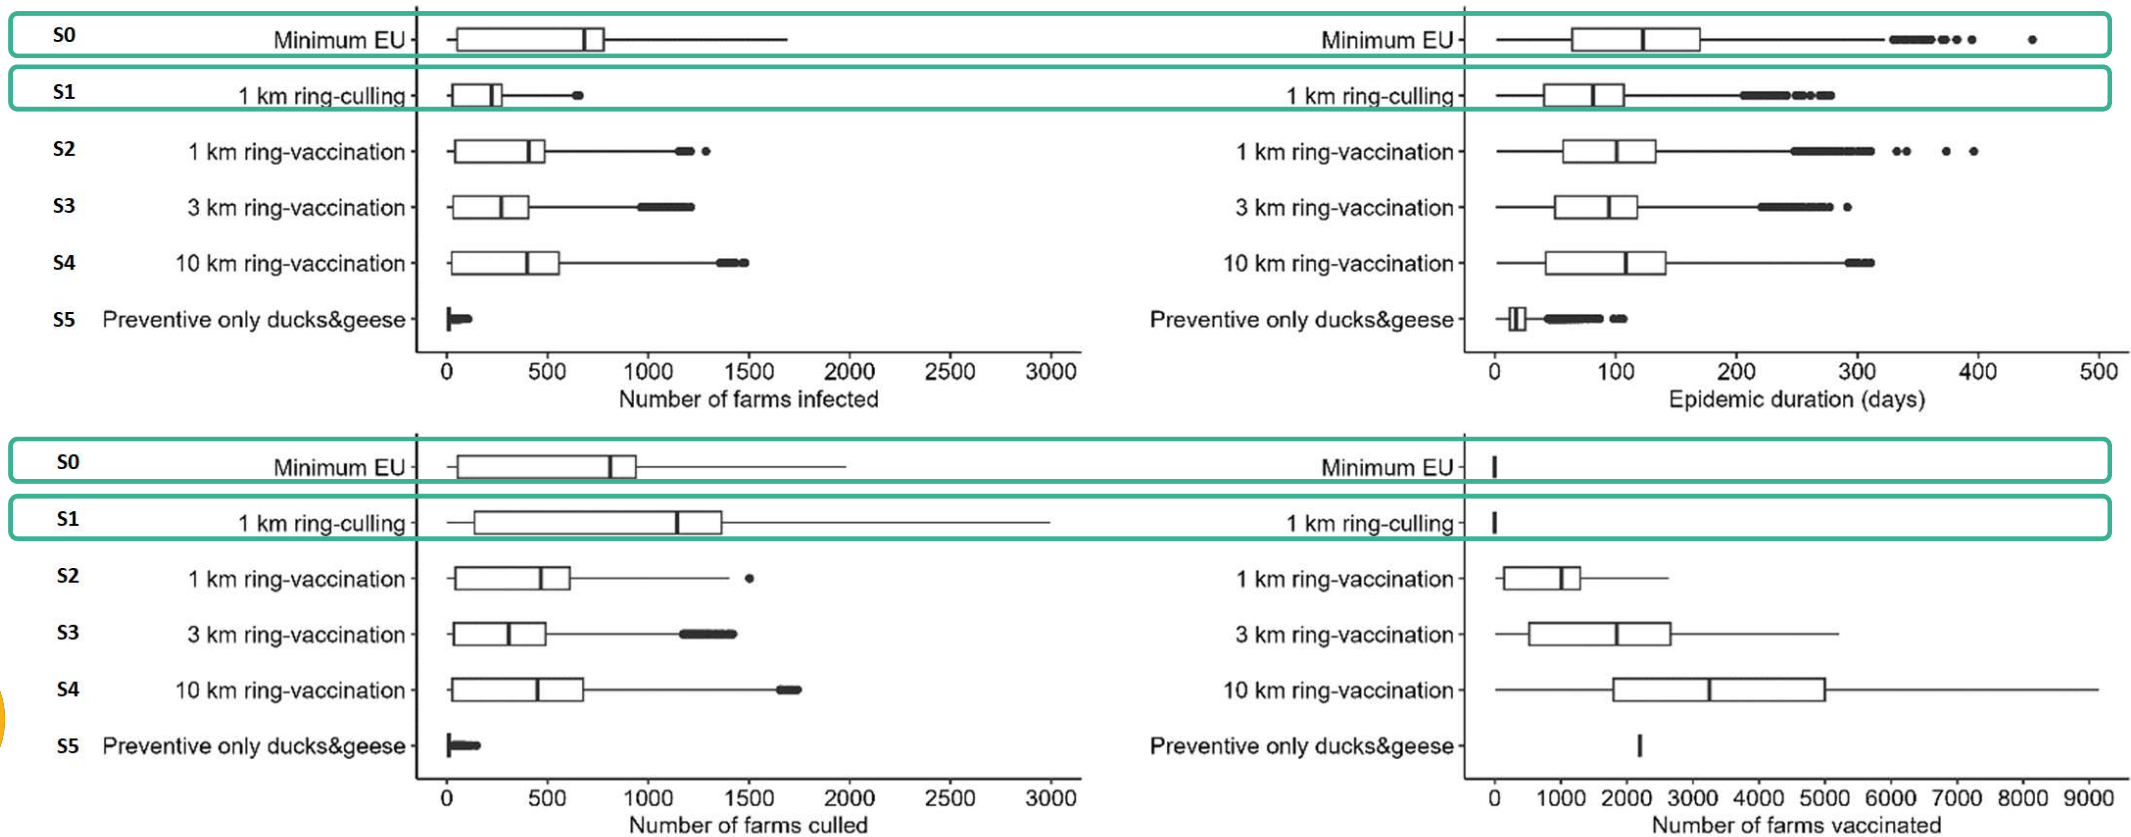 S0 Minimum EU
S1 1 km ring-culling
S2 1 km ring-vaccination
S3 3 km ring-vaccination
S4 10 km ring-vaccination
S5 Preventive only ducks&geese
0 500 1000 1500 2000 2500 3000
Number of farms infected
Minimum EU
1 km ring-culling
1 km ring-vaccination
3 km ring-vaccination
10 km ring-vaccination
Preventive only ducks&geese
0 100 200 300 400 500
Epidemic duration (days)
S0 Minimum EU
S1 1 km ring-culling
S2 1 km ring-vaccination
S3 3 km ring-vaccination
S4 10 km ring-vaccination
S5 Preventive only ducks&geese
0 500 1000 1500 2000 2500 3000
Number of farms culled
Minimum EU
1 km ring-culling
1 km ring-vaccination
3 km ring-vaccination
10 km ring-vaccination
Preventive only ducks&geese
0 1000 2000 3000 4000 5000 6000 7000 8000 9000
Number of farms vaccinated